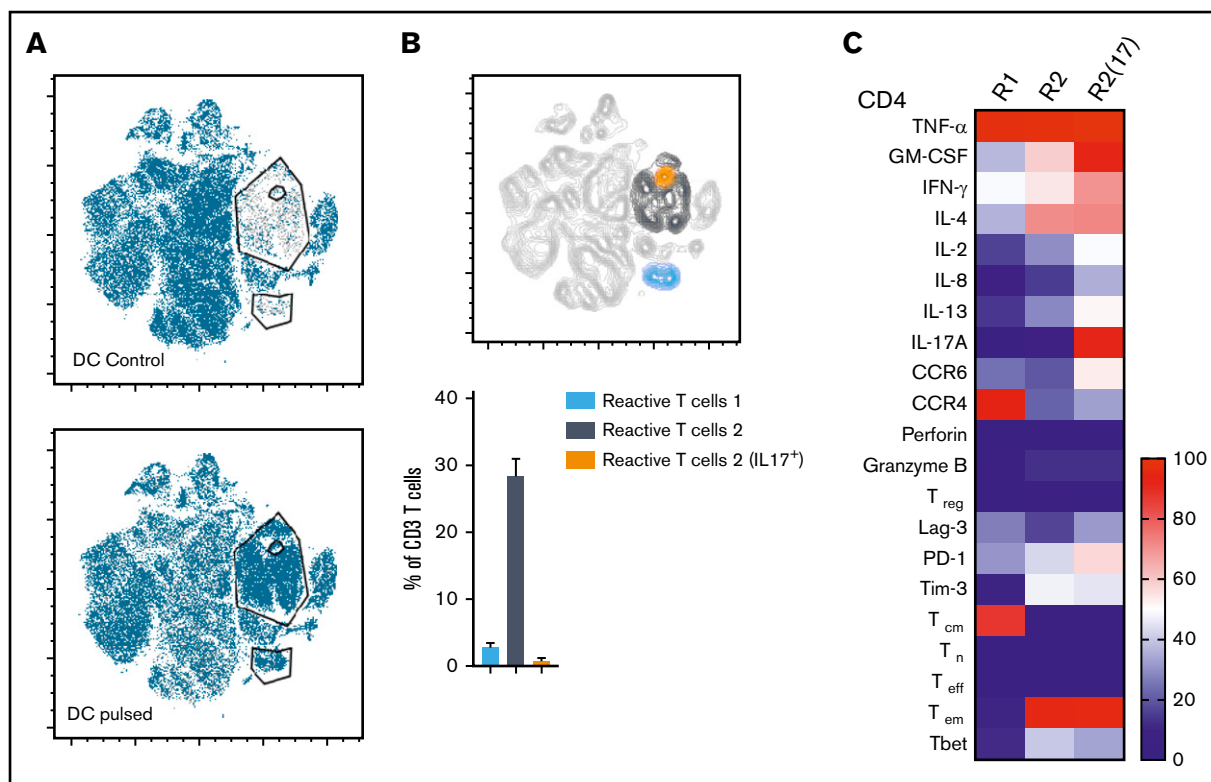 A
DC Control
DC pulsed
B
% of CD3 T cells
40
30
20
10
0
Reactive T cells 1
Reactive T cells 2
Reactive T cells 2 (IL17+)
C
CD4
R1
R2
R2(17)
TNF-α
GM-CSF
IFN-γ
IL-4
IL-2
IL-8
IL-13
IL-17A
CCR6
CCR4
Perforin
Granzyme B
T reg
Lag-3
PD-1
Tim-3
T cm
T n
T eff
T em
Tbet
100
80
60
40
20
0